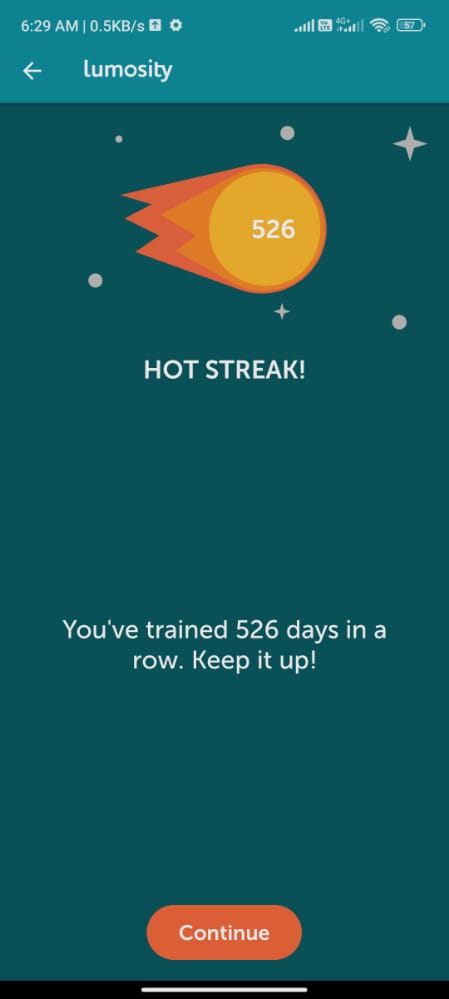 6:29 AM | 0.5KB/s
4G+
57
lumosity
526
HOT STREAK!
You've trained 526 days in a
row. Keep it up!
Continue